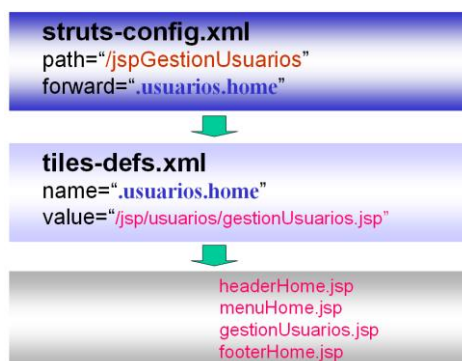 struts-config.xml
path=“/jspGestionUsuarios”
forward=“.usuarios.home”
tiles-defs.xml
name=“.usuarios.home”
value=“/jsp/usuarios/gestionUsuarios.jsp”
headerHome.jsp
menuHome.jsp
gestionUsuarios.jsp
footerHome.jsp